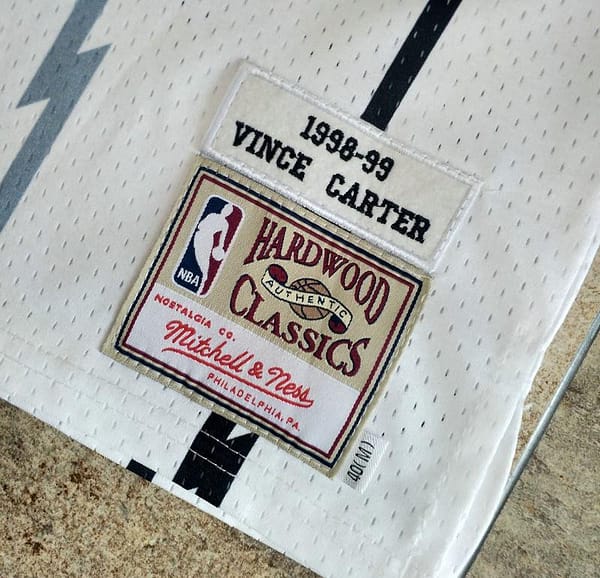 1998-99
VINCE CARTER
NBA
HARDWOOD
AUTHENTIC
CLASSICS
NOSTALGIA CO.
Mitchell & Ness
PHILADELPHIA, PA.
40(M)